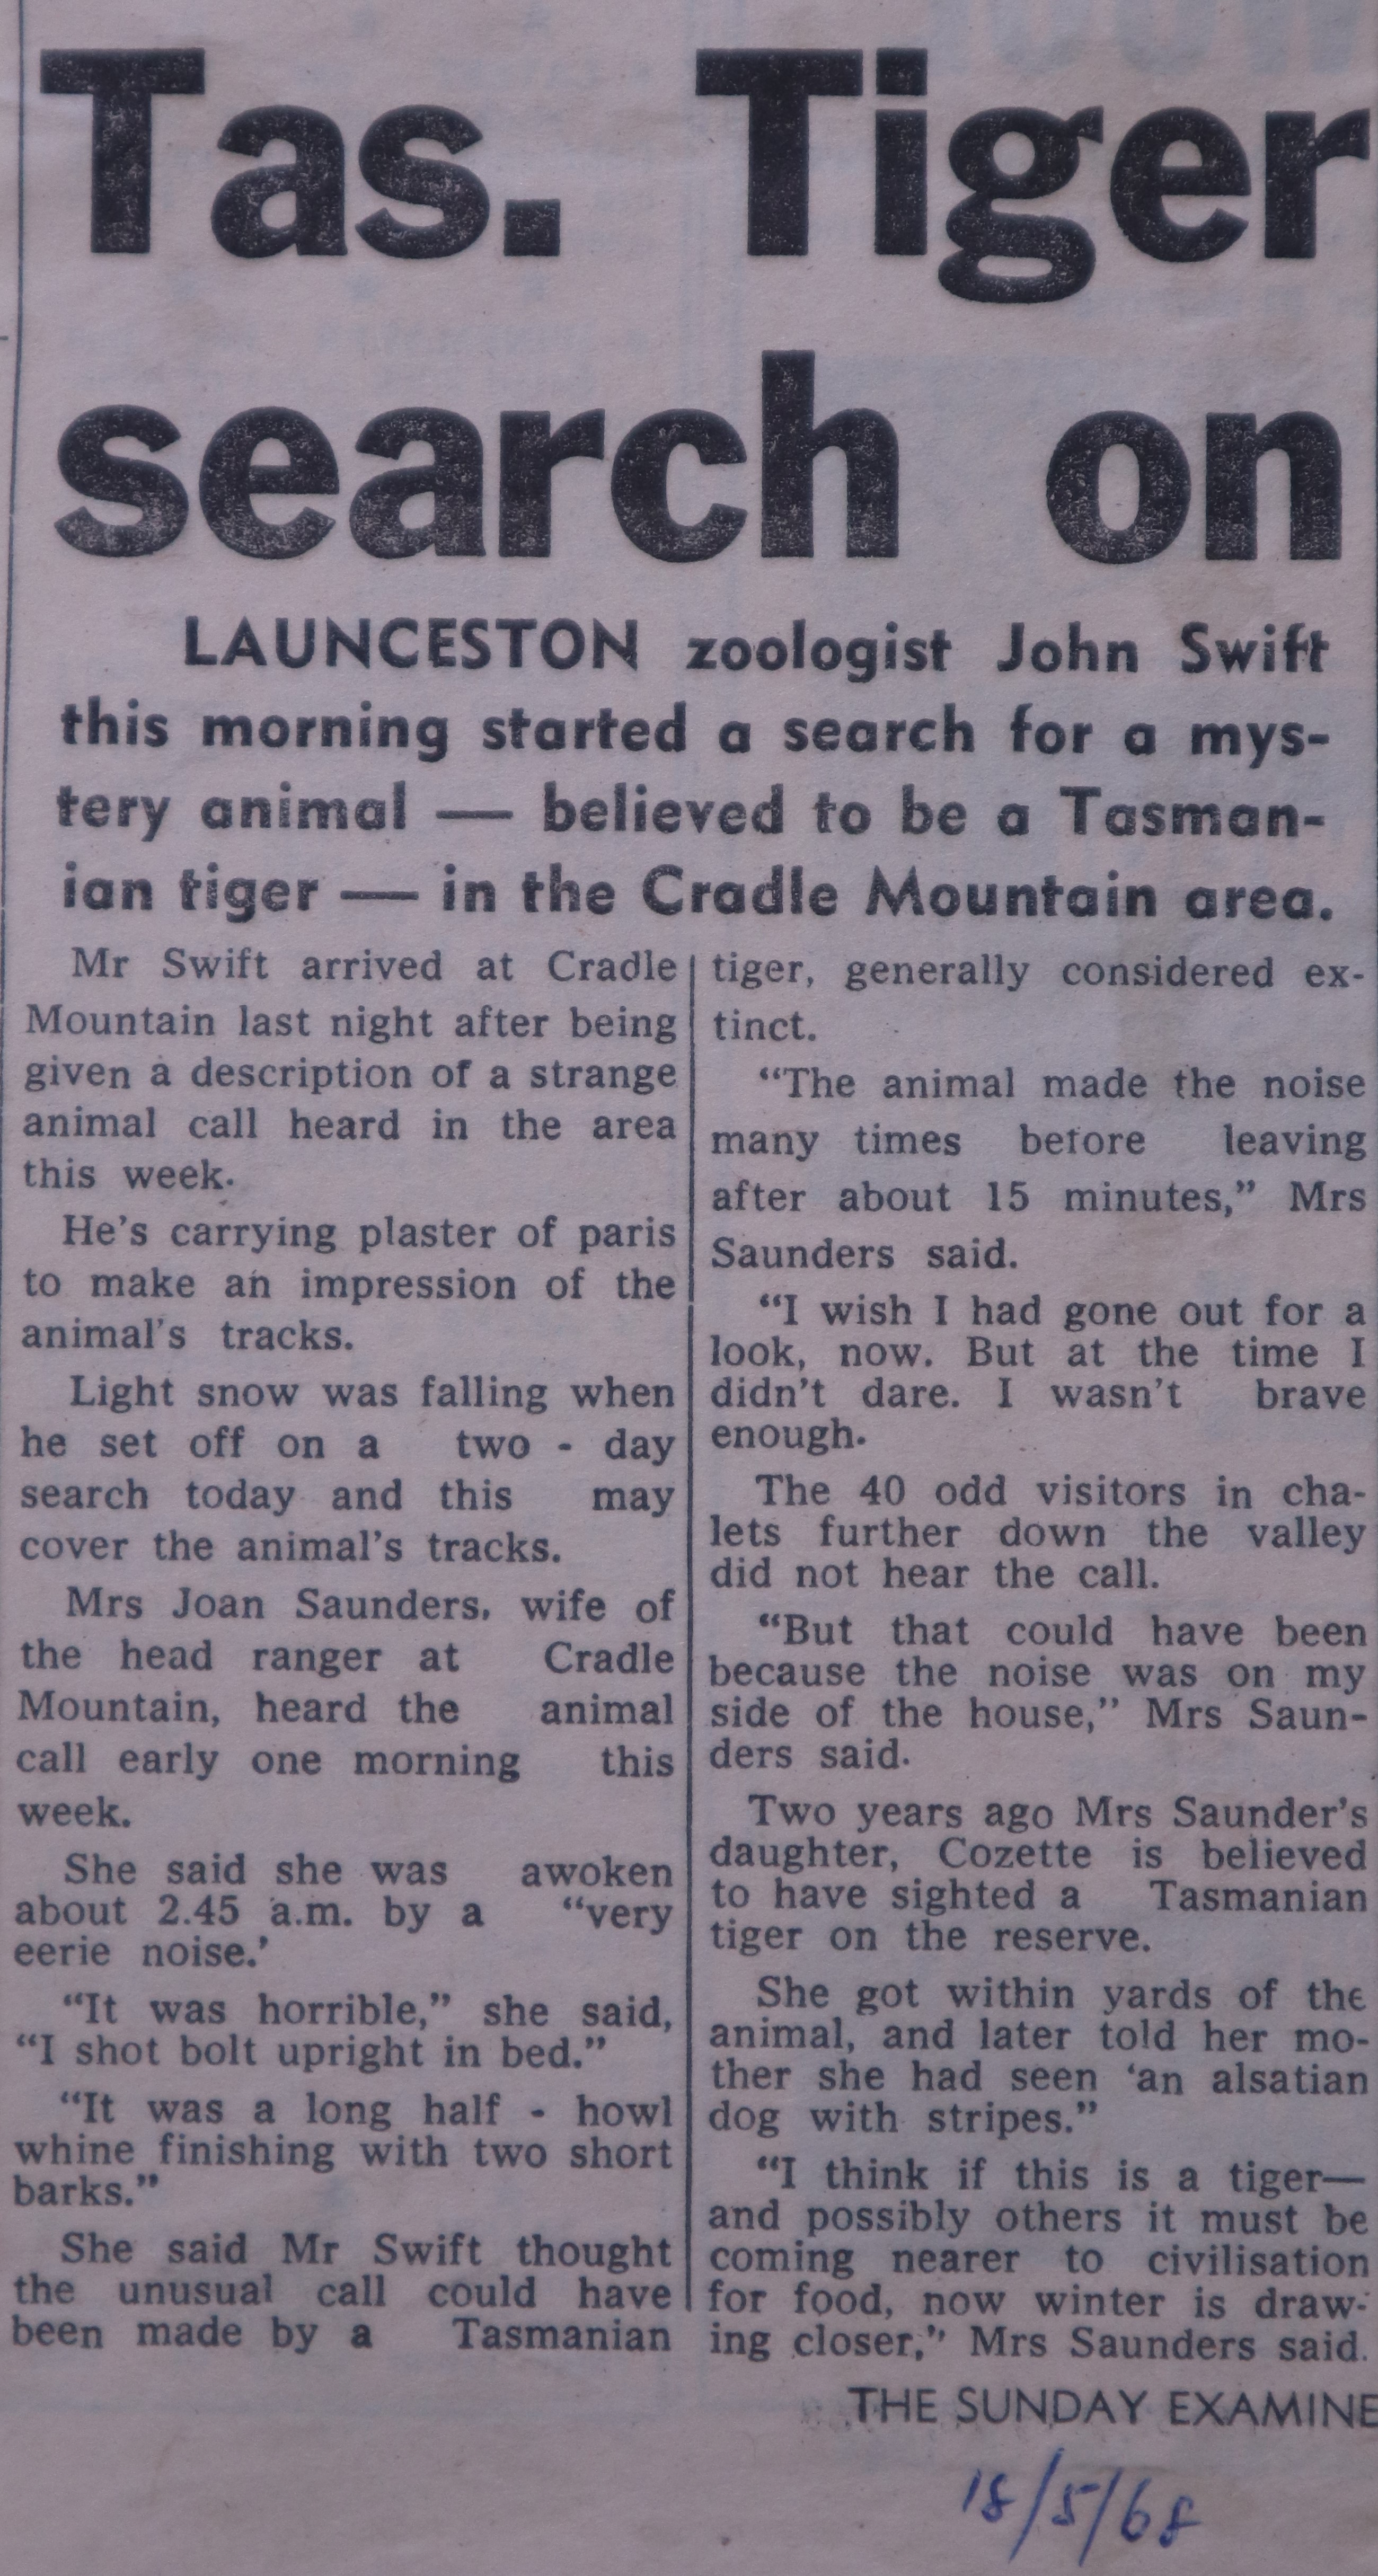 Tas. Tiger
search on
LAUNCESTON zoologist John Swift
this morning started a search for a mys-
tery animal — believed to be a Tasman-
ian tiger — in the Cradle Mountain area.
Mr Swift arrived at Cradle
Mountain last night after being
given a description of a strange
animal call heard in the area
this week.
He's carrying plaster of paris
to make an impression of the
animal's tracks.
Light snow was falling when
he set off on a two - day
search today and this may
cover the animal's tracks.
Mrs Joan Saunders, wife of
the head ranger at Cradle
Mountain, heard the animal
call early one morning this
week.
She said she was awoken
about 2.45 a.m. by a “very
eerie noise.'
“It was horrible,” she said,
“I shot bolt upright in bed.”
“It was a long half - howl
whine finishing with two short
barks.”
She said Mr Swift thought
the unusual call could have
been made by a Tasmanian
tiger, generally considered ex-
tinct.
“The animal made the noise
many times before leaving
after about 15 minutes,” Mrs
Saunders said.
“I wish I had gone out for a
look, now. But at the time I
didn't dare. I wasn't brave
enough.
The 40 odd visitors in cha-
lets further down the valley
did not hear the call.
“But that could have been
because the noise was on my
side of the house,” Mrs Saun-
ders said.
Two years ago Mrs Saunder's
daughter, Cozette is believed
to have sighted a Tasmanian
tiger on the reserve.
She got within yards of the
animal, and later told her mo-
ther she had seen ‘an alsatian
dog with stripes.”
“I think if this is a tiger—
and possibly others it must be
coming nearer to civilisation
for food, now winter is draw-
ing closer,” Mrs Saunders said.
THE SUNDAY EXAMINE
18/5/68